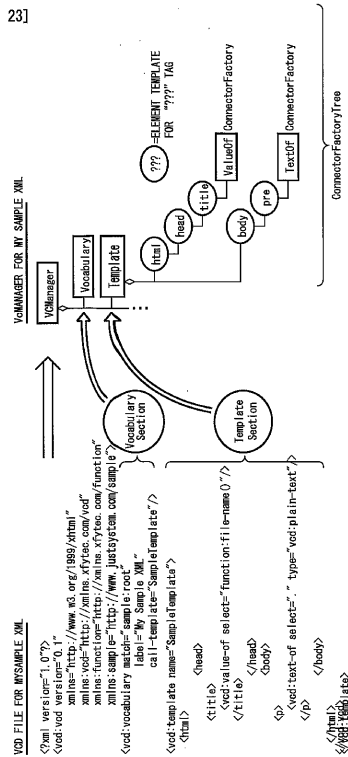 23]
VCD FILE FOR MYSAMPLE XML
<?xml version="1.0"?>
<vcd:vcd version="0.1"
xmlns="http://www.w3.org/1999/xhtml"
xmlns:vcd="http://xmlns.xfytec.com/vcd"
xmlns:function="http://xmlns.xfytec.com/function"
xmlns:sample="http://www.justsystem.com/sample">
<vcd:vocabulary match="sample:root"
label="My Sample XML"
call-template="SampleTemplate"/>
<vcd:template name="SampleTemplate">
<html>
<head>
<title>
<vcd:value-of select="function:file-name()"/>
</title>
</head>
<body>
<p>
<vcd:text-of select="." type="vcd:plain-text"/>
</p>
</body>
</html>
</vcd:template>
</vcd:vcd>
Vocabulary
Section
Template
Section
VcMANAGER FOR MY SAMPLE XML
VCManager
Vocabulary
Template
html
head
title
ValueOf ConnectorFactory
body
pre
TextOf ConnectorFactory
??? =ELEMENT TEMPLATE
FOR "???" TAG
ConnectorFactoryTree